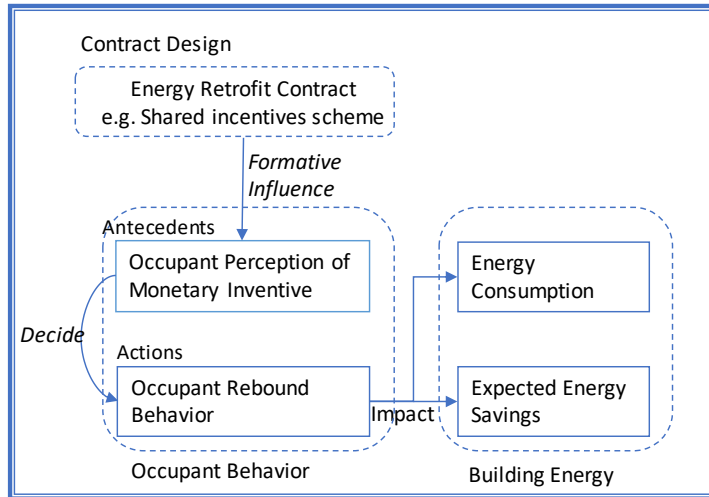 Contract Design
Energy Retrofit Contract
e.g. Shared incentives scheme
Formative
Influence
Antecedents
Occupant Perception of
Monetary Inventive
Energy
Consumption
Decide
Actions
Occupant Rebound
Behavior
Impact
Expected Energy
Savings
Occupant Behavior
Building Energy